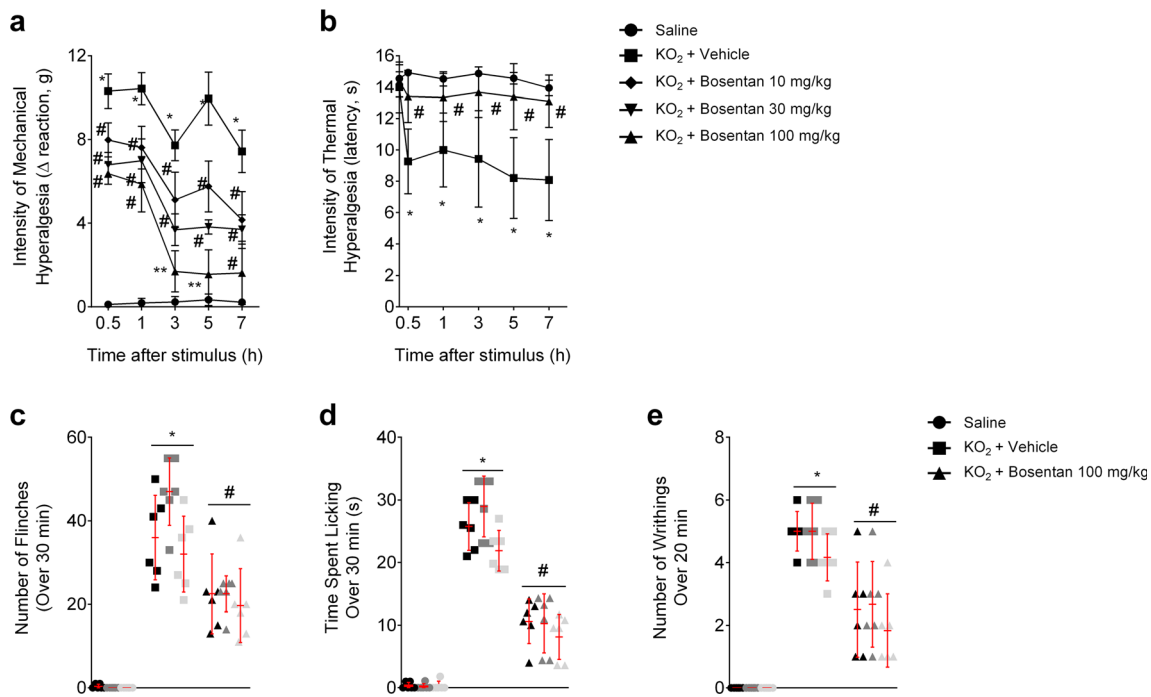 a
Intensity of Mechanical
Hyperalgesia (Δ reaction, g)
12
8
4
0
*
*
*
*
*
#
#
#
#
#
#
#
#
#
#
#
#
#
**
**
0.5 1 3 5 7
Time after stimulus (h)
b
Intensity of Thermal
Hyperalgesia (latency, s)
16
14
12
10
8
6
4
2
0
# # # # #
* * * * *
0.5 1 3 5 7
Time after stimulus (h)
Saline
KO₂ + Vehicle
KO₂ + Bosentan 10 mg/kg
KO₂ + Bosentan 30 mg/kg
KO₂ + Bosentan 100 mg/kg
c
Number of Flinches
(Over 30 min)
60
40
20
0
*
#
d
Time Spent Licking
Over 30 min (s)
40
30
20
10
0
*
#
e
Number of Writhings
Over 20 min
8
6
4
2
0
*
#
Saline
KO₂ + Vehicle
KO₂ + Bosentan 100 mg/kg